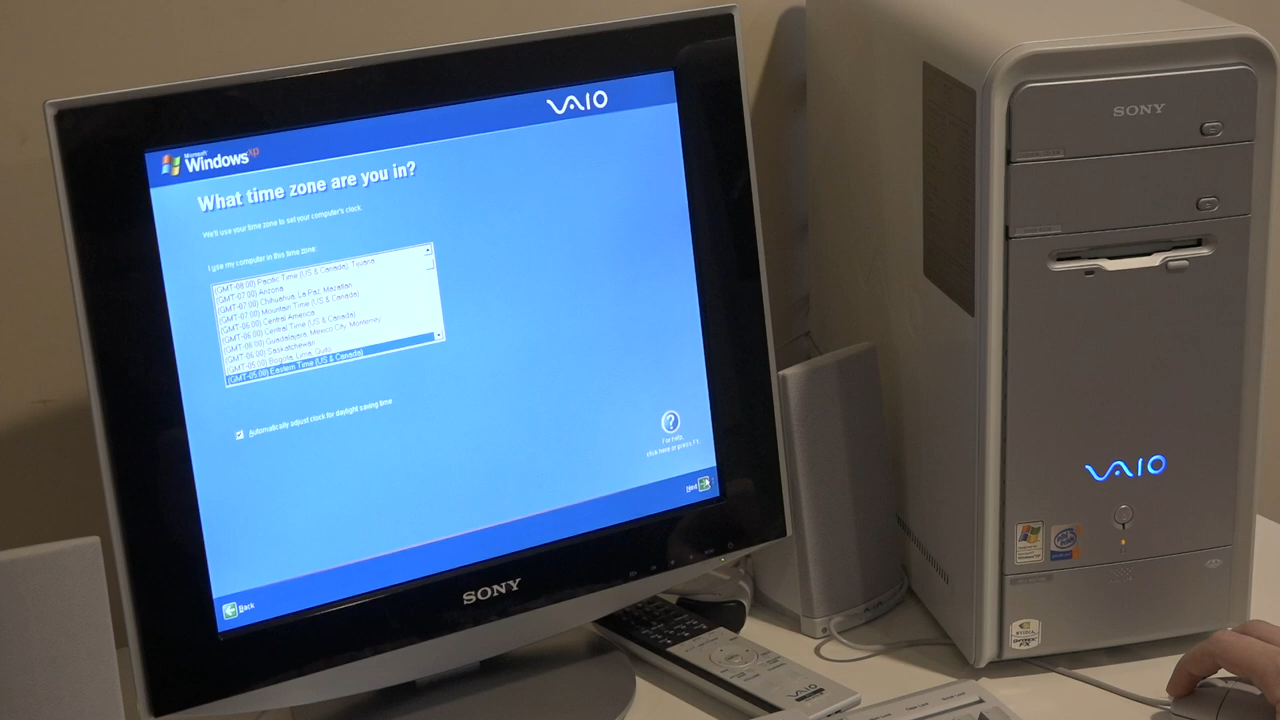 VAIO
Microsoft
Windows xp
What time zone are you in?
We'll use your time zone to set your computer's clock.
I use my computer in this time zone:
(GMT-08:00) Pacific Time (US & Canada), Tijuana
(GMT-07:00) Arizona
(GMT-07:00) Chihuahua, La Paz, Mazatlan
(GMT-07:00) Mountain Time (US & Canada)
(GMT-06:00) Central America
(GMT-06:00) Central Time (US & Canada)
(GMT-06:00) Guadalajara, Mexico City, Monterrey
(GMT-06:00) Saskatchewan
(GMT-05:00) Bogota, Lima, Quito
(GMT-05:00) Eastern Time (US & Canada)
Automatically adjust clock for daylight saving time
?
For help,
click here or press F1.
Next
Back
SONY
SONY
VAIO
NVIDIA
VAIO